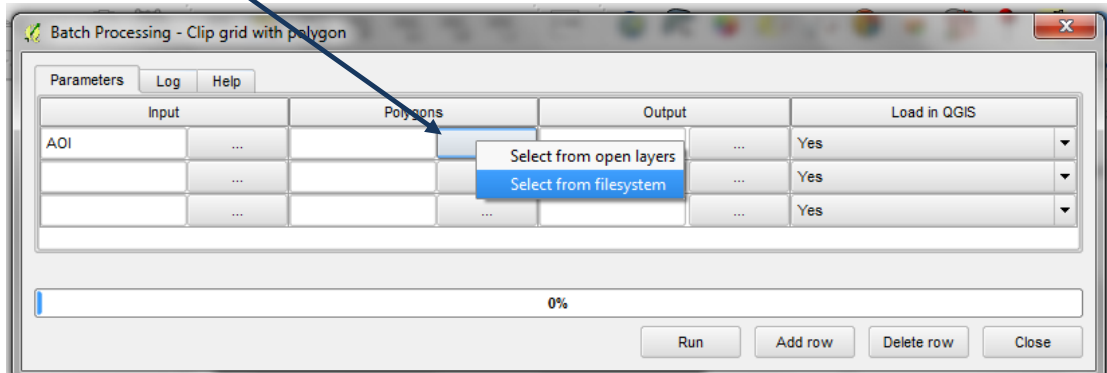 Batch Processing - Clip grid with polygon
Parameters Log Help
Input Polygons Output Load in QGIS
AOI ... ... Yes
Select from open layers
... ... Yes
Select from filesystem
... ... ... Yes
0%
Run Add row Delete row Close